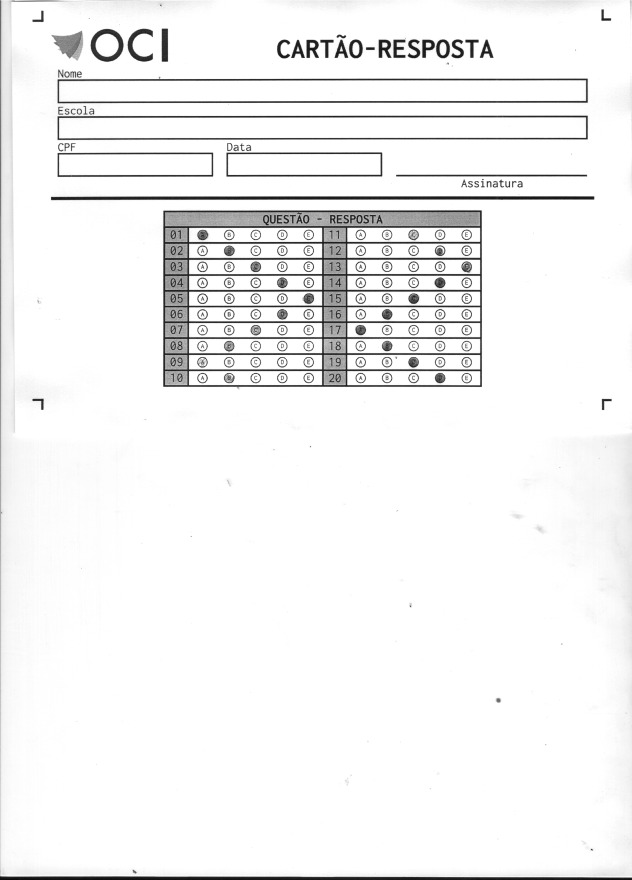 OCI
CARTÃO-RESPOSTA
Nome
Escola
CPF Data
Assinatura
QUESTÃO - RESPOSTA
01 B C D E 11 A B C D E
02 A C D E 12 A B C D E
03 A B D E 13 A B C D
04 A B C E 14 A B C E
05 A B C D 15 A B D E
06 A B C E 16 A C D E
07 A B C D E 17 B C D E
08 A C D E 18 A C D E
09 A B C D E 19 A B D E
10 A B C D E 20 A B C E